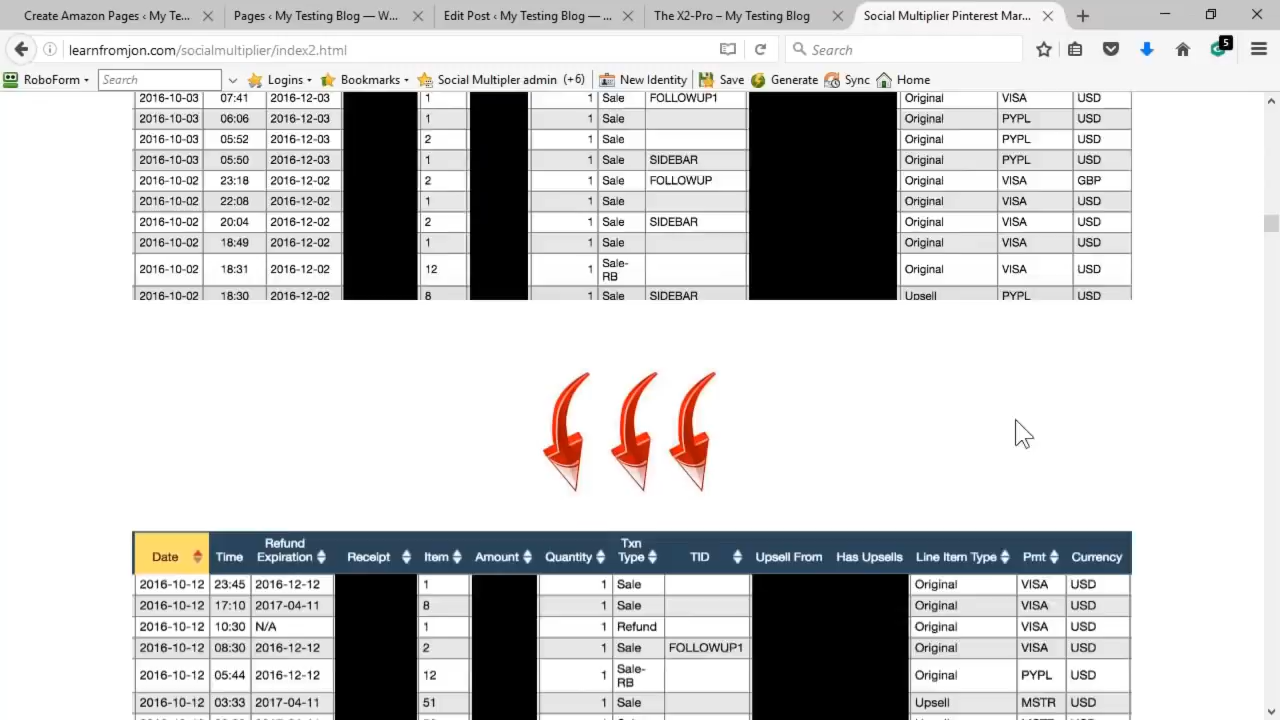 Create Amazon Pages ‹ My Te... Pages ‹ My Testing Blog — W... Edit Post ‹ My Testing Blog — ... The X2-Pro – My Testing Blog Social Multiplier Pinterest Mar...
learnfromjon.com/socialmultiplier/index2.html Search 5
RoboForm Search Logins Bookmarks Social Multipler admin (+6) New Identity Save Generate Sync Home
2016-10-03 07:41 2016-12-03 1 1 Sale FOLLOWUP1 Original VISA USD
2016-10-03 06:06 2016-12-03 1 1 Sale Original PYPL USD
2016-10-03 05:52 2016-12-03 2 1 Sale Original PYPL USD
2016-10-03 05:50 2016-12-03 1 1 Sale SIDEBAR Original PYPL USD
2016-10-02 23:18 2016-12-02 2 1 Sale FOLLOWUP Original VISA GBP
2016-10-02 22:08 2016-12-02 1 1 Sale Original VISA USD
2016-10-02 20:04 2016-12-02 2 1 Sale SIDEBAR Original VISA USD
2016-10-02 18:49 2016-12-02 1 1 Sale Original VISA USD
2016-10-02 18:31 2016-12-02 12 1 Sale-RB Original VISA USD
2016-10-02 18:30 2016-12-02 8 1 Sale SIDEBAR Upsell PYPL USD
Date Time Refund Expiration Receipt Item Amount Quantity Txn Type TID Upsell From Has Upsells Line Item Type Pmt Currency
2016-10-12 23:45 2016-12-12 1 1 Sale Original VISA USD
2016-10-12 17:10 2017-04-11 8 1 Sale Original VISA USD
2016-10-12 10:30 N/A 1 1 Refund Original VISA USD
2016-10-12 08:30 2016-12-12 2 1 Sale FOLLOWUP1 Original VISA USD
2016-10-12 05:44 2016-12-12 12 1 Sale-RB Original PYPL USD
2016-10-12 03:33 2017-04-11 51 1 Sale Upsell MSTR USD